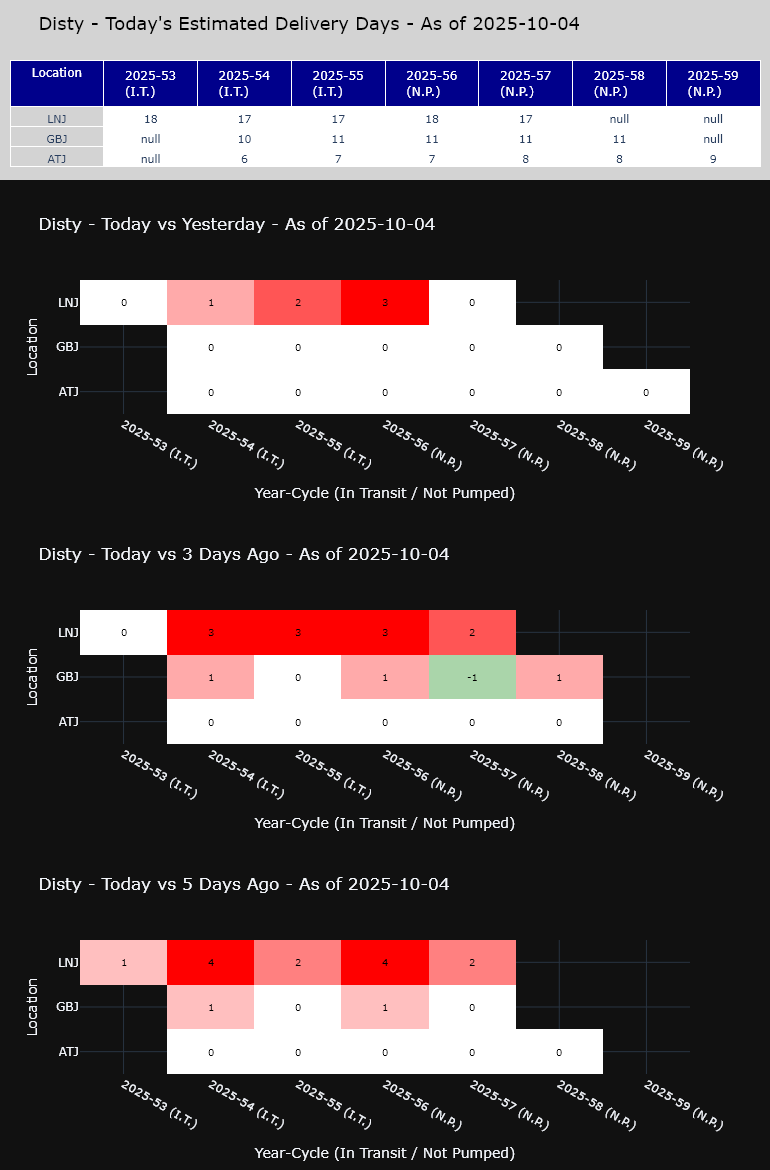 Disty - Today's Estimated Delivery Days - As of 2025-10-04
Location 2025-53 (I.T.) 2025-54 (I.T.) 2025-55 (I.T.) 2025-56 (N.P.) 2025-57 (N.P.) 2025-58 (N.P.) 2025-59 (N.P.)
LNJ 18 17 17 18 17 null null
GBJ null 10 11 11 11 11 null
ATJ null 6 7 7 8 8 9
Disty - Today vs Yesterday - As of 2025-10-04
Location
LNJ 0 1 2 3 0
GBJ 0 0 0 0 0
ATJ 0 0 0 0 0 0
2025-53 (I.T.) 2025-54 (I.T.) 2025-55 (I.T.) 2025-56 (N.P.) 2025-57 (N.P.) 2025-58 (N.P.) 2025-59 (N.P.)
Year-Cycle (In Transit / Not Pumped)
Disty - Today vs 3 Days Ago - As of 2025-10-04
Location
LNJ 0 3 3 3 2
GBJ 1 0 1 -1 1
ATJ 0 0 0 0 0
2025-53 (I.T.) 2025-54 (I.T.) 2025-55 (I.T.) 2025-56 (N.P.) 2025-57 (N.P.) 2025-58 (N.P.) 2025-59 (N.P.)
Year-Cycle (In Transit / Not Pumped)
Disty - Today vs 5 Days Ago - As of 2025-10-04
Location
LNJ 1 4 2 4 2
GBJ 1 0 1 0
ATJ 0 0 0 0 0
2025-53 (I.T.) 2025-54 (I.T.) 2025-55 (I.T.) 2025-56 (N.P.) 2025-57 (N.P.) 2025-58 (N.P.) 2025-59 (N.P.)
Year-Cycle (In Transit / Not Pumped)